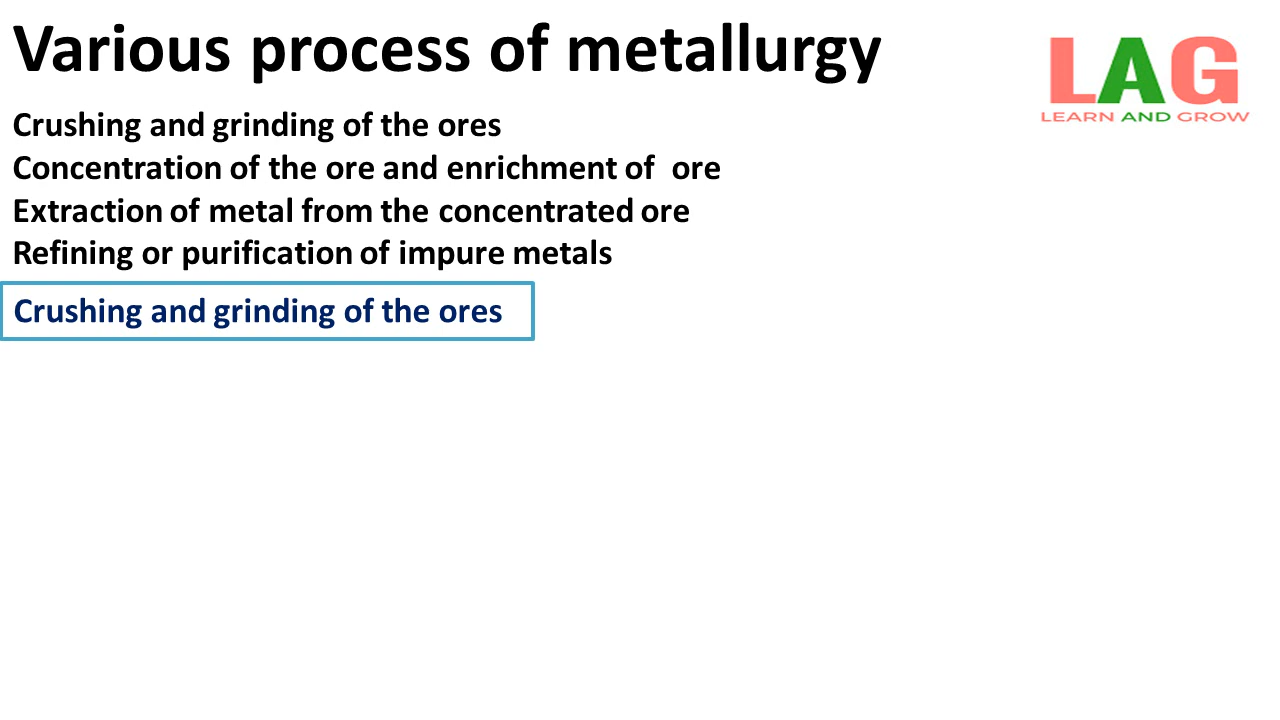 Various process of metallurgy
LAG
LEARN AND GROW
Crushing and grinding of the ores
Concentration of the ore and enrichment of  ore
Extraction of metal from the concentrated ore
Refining or purification of impure metals
Crushing and grinding of the ores